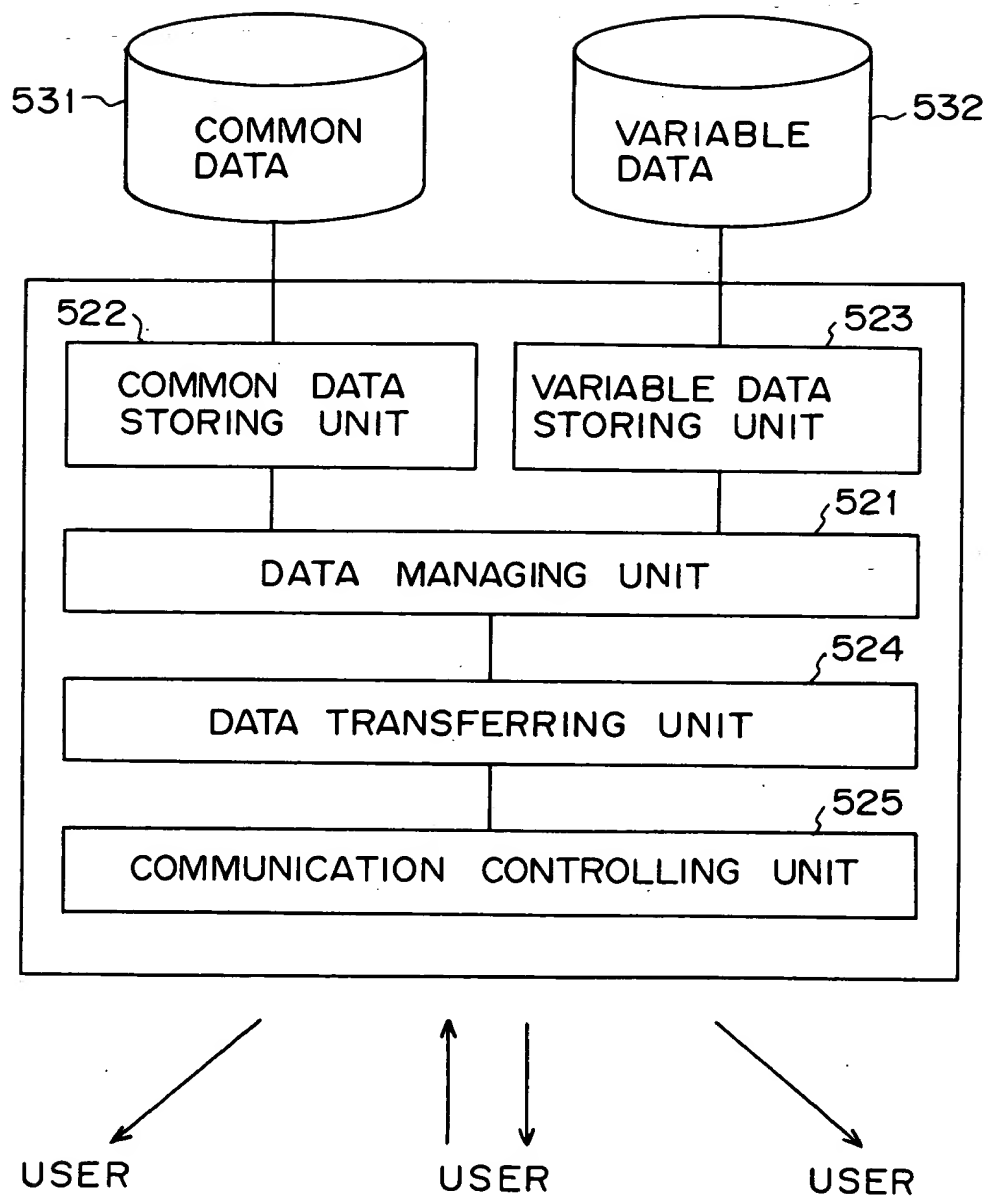 531
COMMON
DATA
VARIABLE
DATA
532
522
COMMON DATA
STORING UNIT
523
VARIABLE DATA
STORING UNIT
521
DATA MANAGING UNIT
524
DATA TRANSFERRING UNIT
525
COMMUNICATION CONTROLLING UNIT
USER
USER
USER